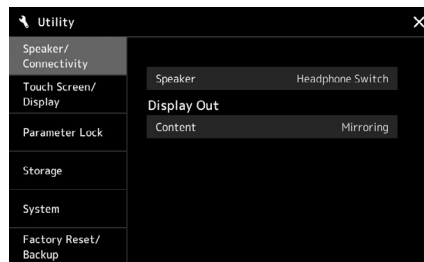 Utility
Speaker/
Connectivity
Touch Screen/
Display
Parameter Lock
Storage
System
Factory Reset/
Backup
Speaker Headphone Switch
Display Out
Content Mirroring